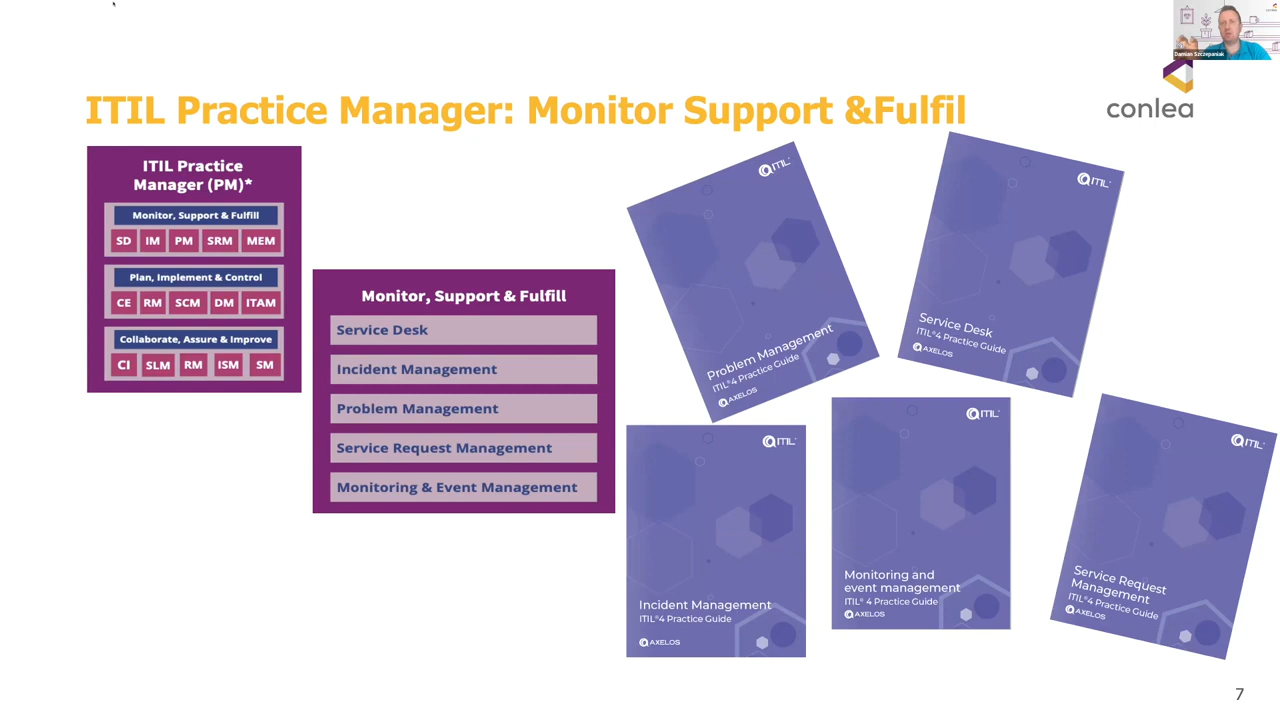 Damian Szczepaniak
conlea
ITIL Practice Manager: Monitor Support &Fulfil
ITIL Practice
Manager (PM)*
Monitor, Support & Fulfill
SD IM PM SRM MEM
Plan, Implement & Control
CE RM SCM DM ITAM
Collaborate, Assure & Improve
CI SLM RM ISM SM
Monitor, Support & Fulfill
Service Desk
Incident Management
Problem Management
Service Request Management
Monitoring & Event Management
ITIL®
Problem Management
ITIL®4 Practice Guide
AXELOS
ITIL®
Service Desk
ITIL®4 Practice Guide
AXELOS
ITIL®
Incident Management
ITIL®4 Practice Guide
AXELOS
ITIL®
Monitoring and
event management
ITIL® 4 Practice Guide
AXELOS
ITIL®
Service Request
Management
ITIL®4 Practice Guide
AXELOS
7